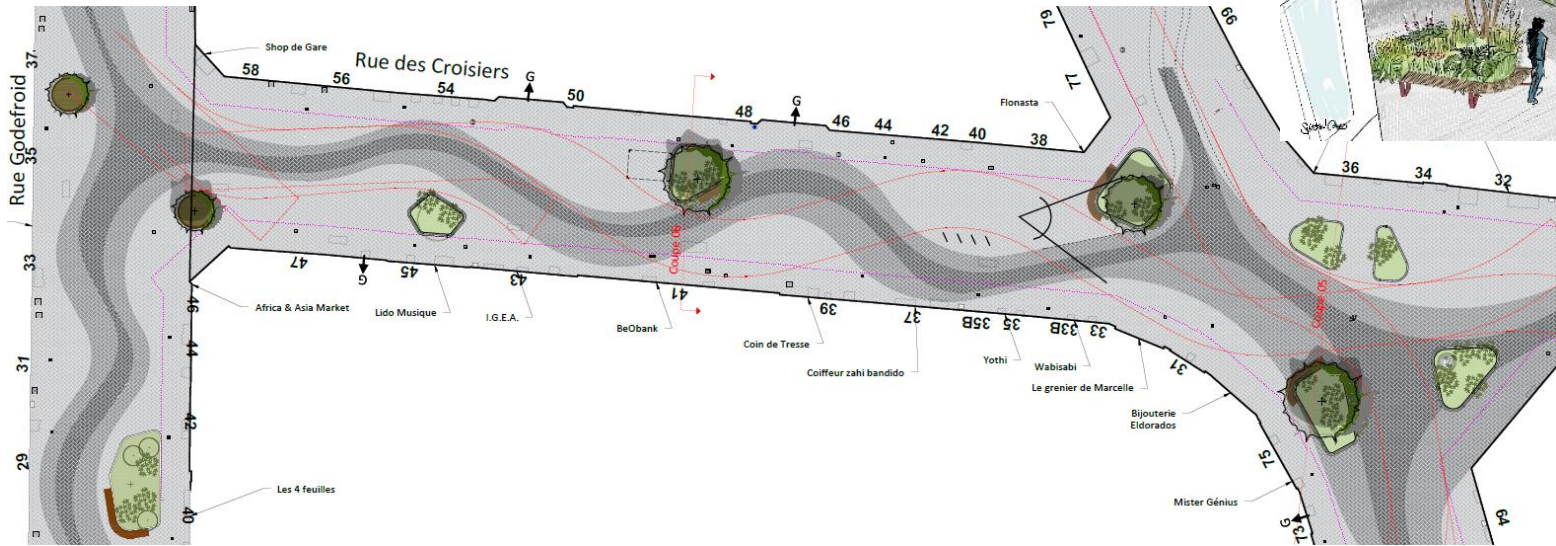 Rue Godefroid
37
35
33
31
29
Shop de Gare
Rue des Croisiers
58
56
54
G
50
48
G
46
44
42
40
38
Flonasta
79
77
99
36
34
32
Coupe 06
Coupe 05
47
G
45
43
41
39
37
35B
35
33B
33
31
75
73
G
64
46
44
42
40
Africa & Asia Market
Lido Musique
I.G.E.A.
BeObank
Coin de Tresse
Coiffeur zahi bandido
Yothi
Wabisabi
Le grenier de Marcelle
Bijouterie
Eldorados
Mister Génius
Les 4 feuilles